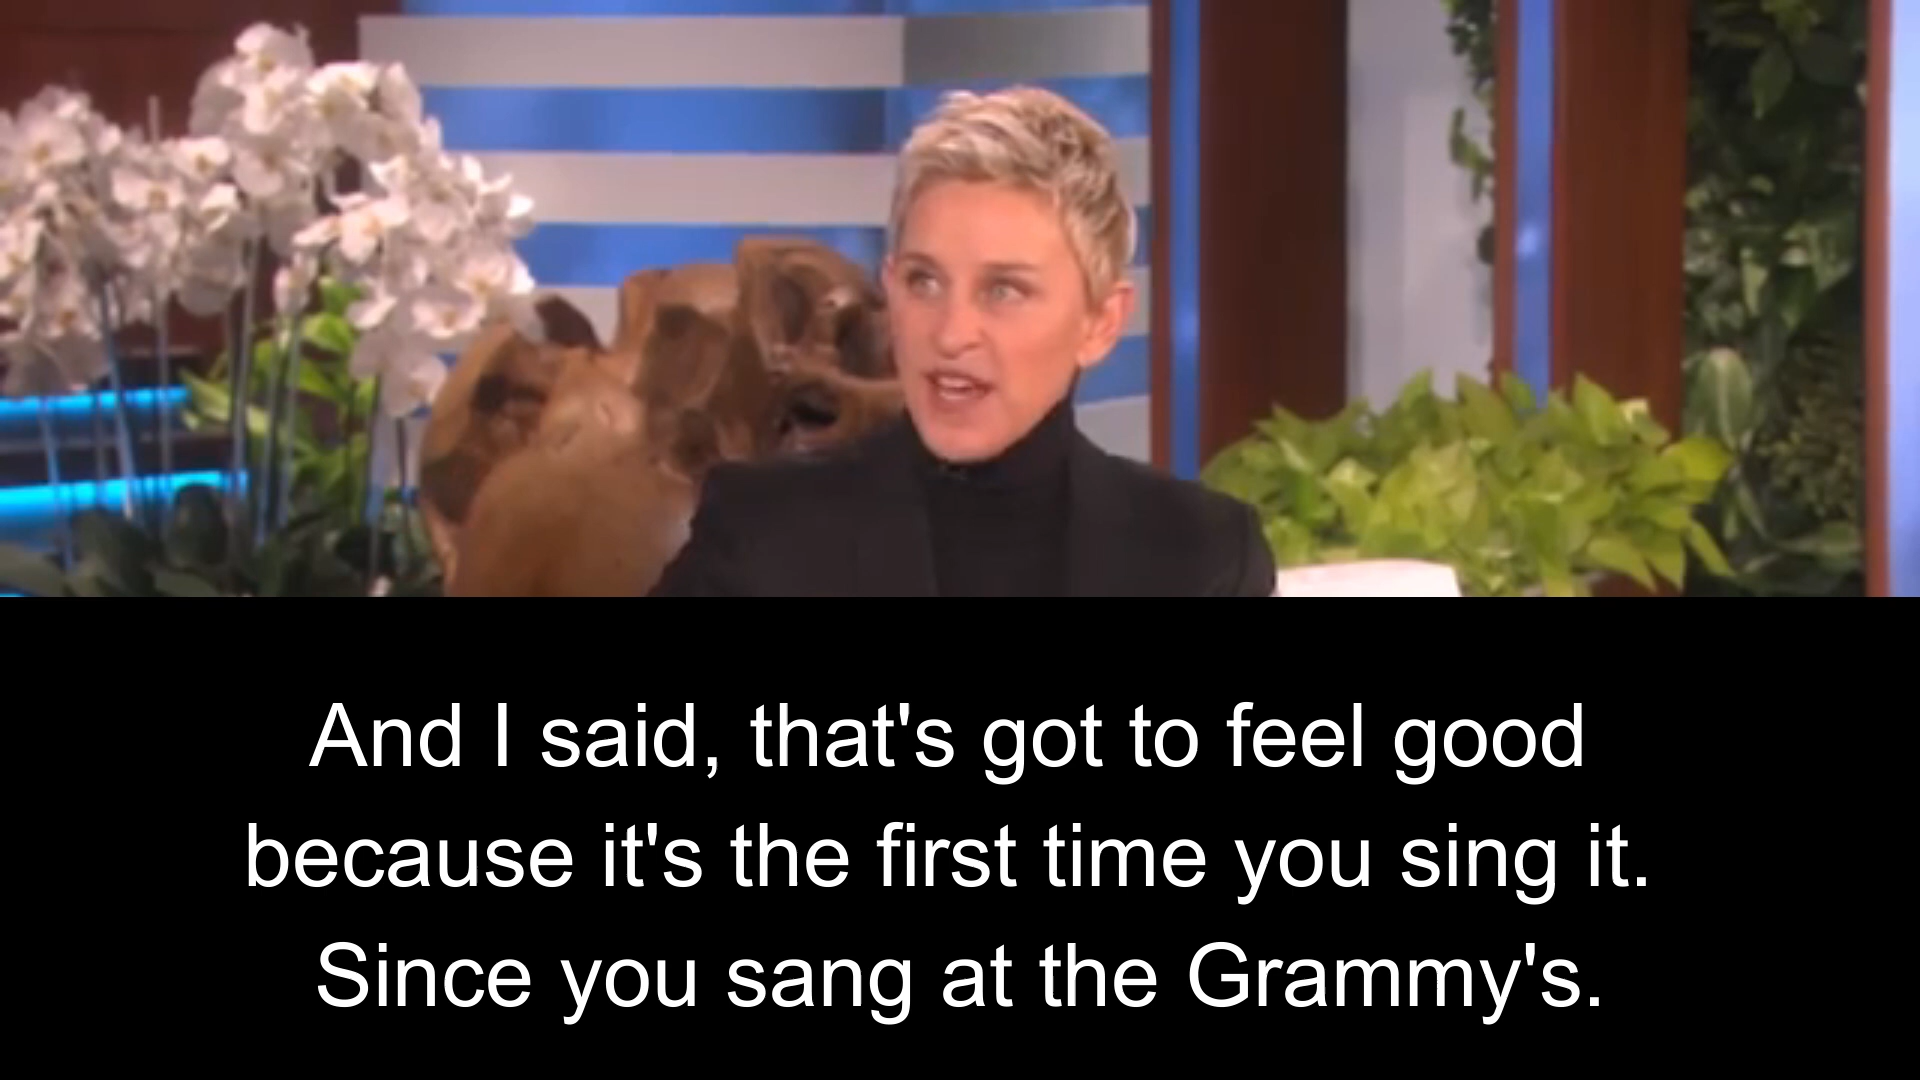 And I said, that's got to feel good
because it's the first time you sing it.
Since you sang at the Grammy's.